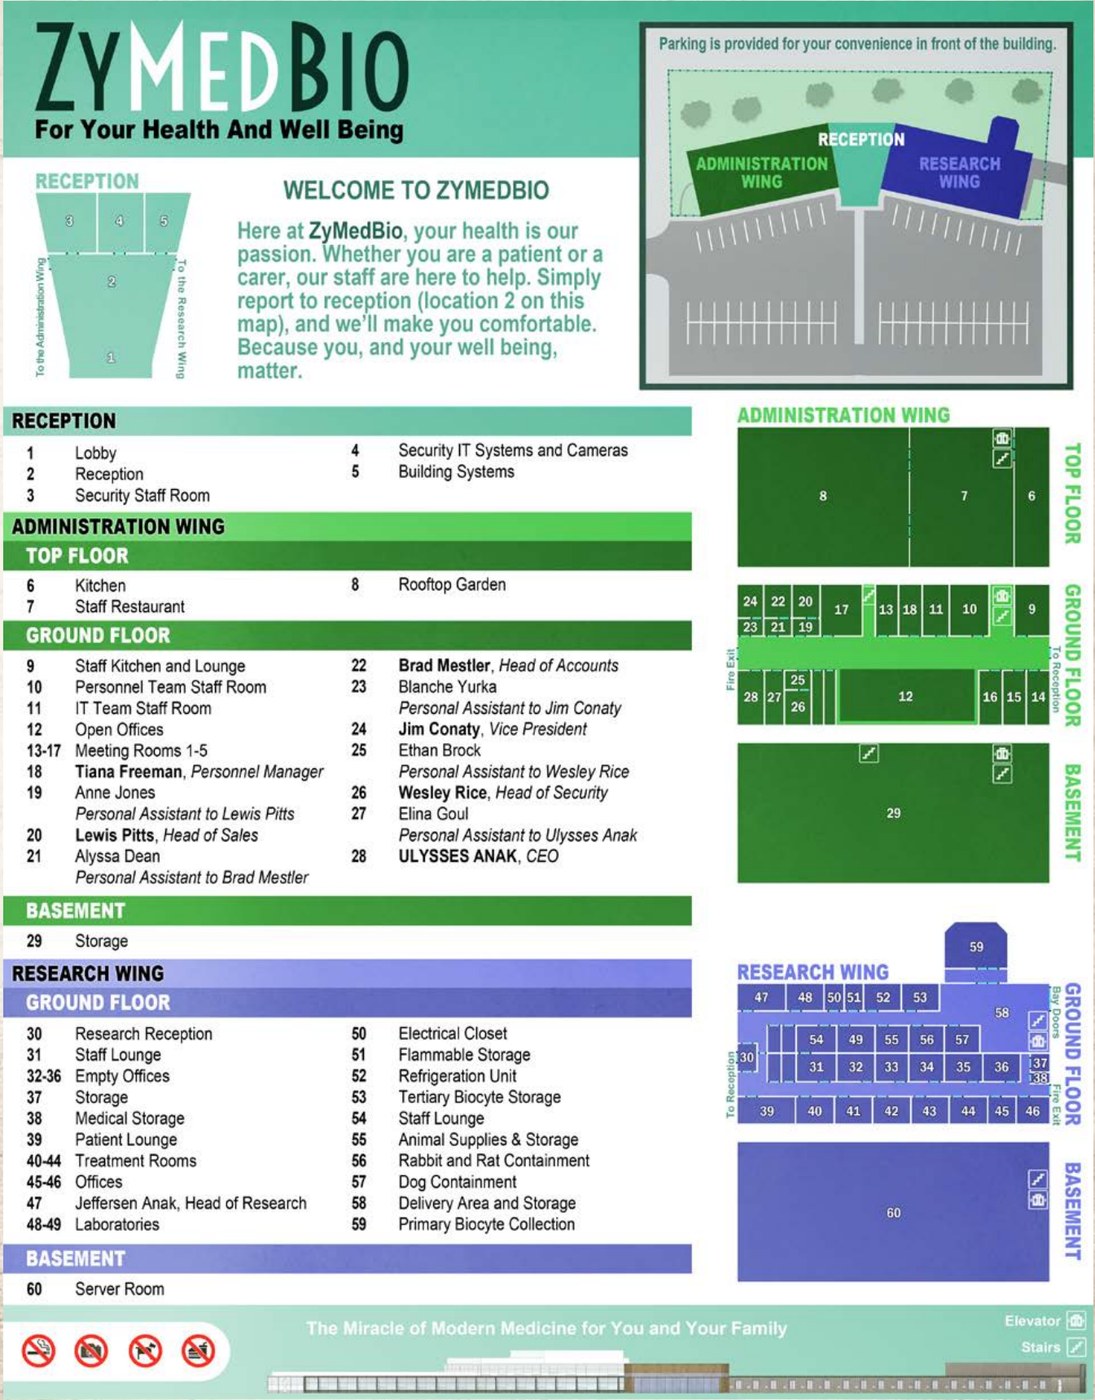 ZYMEDBIO
For Your Health And Well Being
Parking is provided for your convenience in front of the building.
RECEPTION
ADMINISTRATION
WING
RESEARCH
WING
RECEPTION
3 4 5
2
1
To the Administration Wing
To the Research Wing
WELCOME TO ZYMEDBIO
Here at ZyMedBio, your health is our
passion. Whether you are a patient or a
carer, our staff are here to help. Simply
report to reception (location 2 on this
map), and we'll make you comfortable.
Because you, and your well being,
matter.
RECEPTION
1 Lobby
2 Reception
3 Security Staff Room
4 Security IT Systems and Cameras
5 Building Systems
ADMINISTRATION WING
TOP FLOOR
6 Kitchen
7 Staff Restaurant
8 Rooftop Garden
GROUND FLOOR
9 Staff Kitchen and Lounge
10 Personnel Team Staff Room
11 IT Team Staff Room
12 Open Offices
13-17 Meeting Rooms 1-5
18 Tiana Freeman, Personnel Manager
19 Anne Jones
Personal Assistant to Lewis Pitts
20 Lewis Pitts, Head of Sales
21 Alyssa Dean
Personal Assistant to Brad Mestler
22 Brad Mestler, Head of Accounts
23 Blanche Yurka
Personal Assistant to Jim Conaty
24 Jim Conaty, Vice President
25 Ethan Brock
Personal Assistant to Wesley Rice
26 Wesley Rice, Head of Security
27 Elina Goul
Personal Assistant to Ulysses Anak
28 ULYSSES ANAK, CEO
BASEMENT
29 Storage
RESEARCH WING
GROUND FLOOR
30 Research Reception
31 Staff Lounge
32-36 Empty Offices
37 Storage
38 Medical Storage
39 Patient Lounge
40-44 Treatment Rooms
45-46 Offices
47 Jeffersen Anak, Head of Research
48-49 Laboratories
50 Electrical Closet
51 Flammable Storage
52 Refrigeration Unit
53 Tertiary Biocyte Storage
54 Staff Lounge
55 Animal Supplies & Storage
56 Rabbit and Rat Containment
57 Dog Containment
58 Delivery Area and Storage
59 Primary Biocyte Collection
BASEMENT
60 Server Room
ADMINISTRATION WING
TOP FLOOR
8 7 6
GROUND FLOOR
24 22 20 17 13 18 11 10 9
23 21 19
Fire Exit
To Reception
25
28 27 12 16 15 14
26
BASEMENT
29
RESEARCH WING
GROUND FLOOR
59
47 48 50 51 52 53
58
Bay Doors
54 49 55 56 57
30
31 32 33 34 35 36 37
38
To Reception
Fire Exit
39 40 41 42 43 44 45 46
BASEMENT
60
The Miracle of Modern Medicine for You and Your Family
Elevator
Stairs